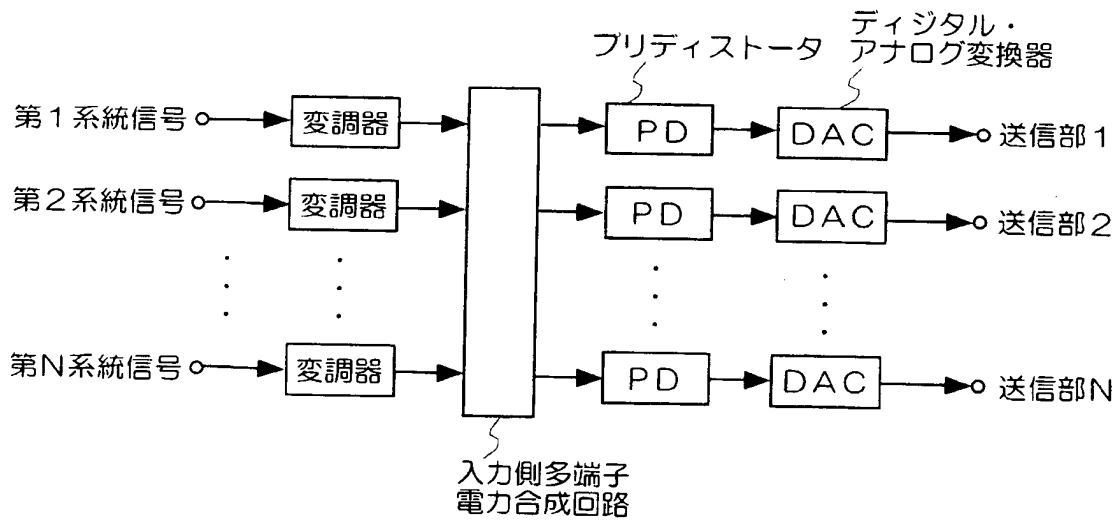 プリディストータ
ディジタル・
アナログ変換器
第1系統信号
変調器
PD
DAC
送信部1
第2系統信号
変調器
PD
DAC
送信部2
第N系統信号
変調器
PD
DAC
送信部N
入力側多端子
電力合成回路